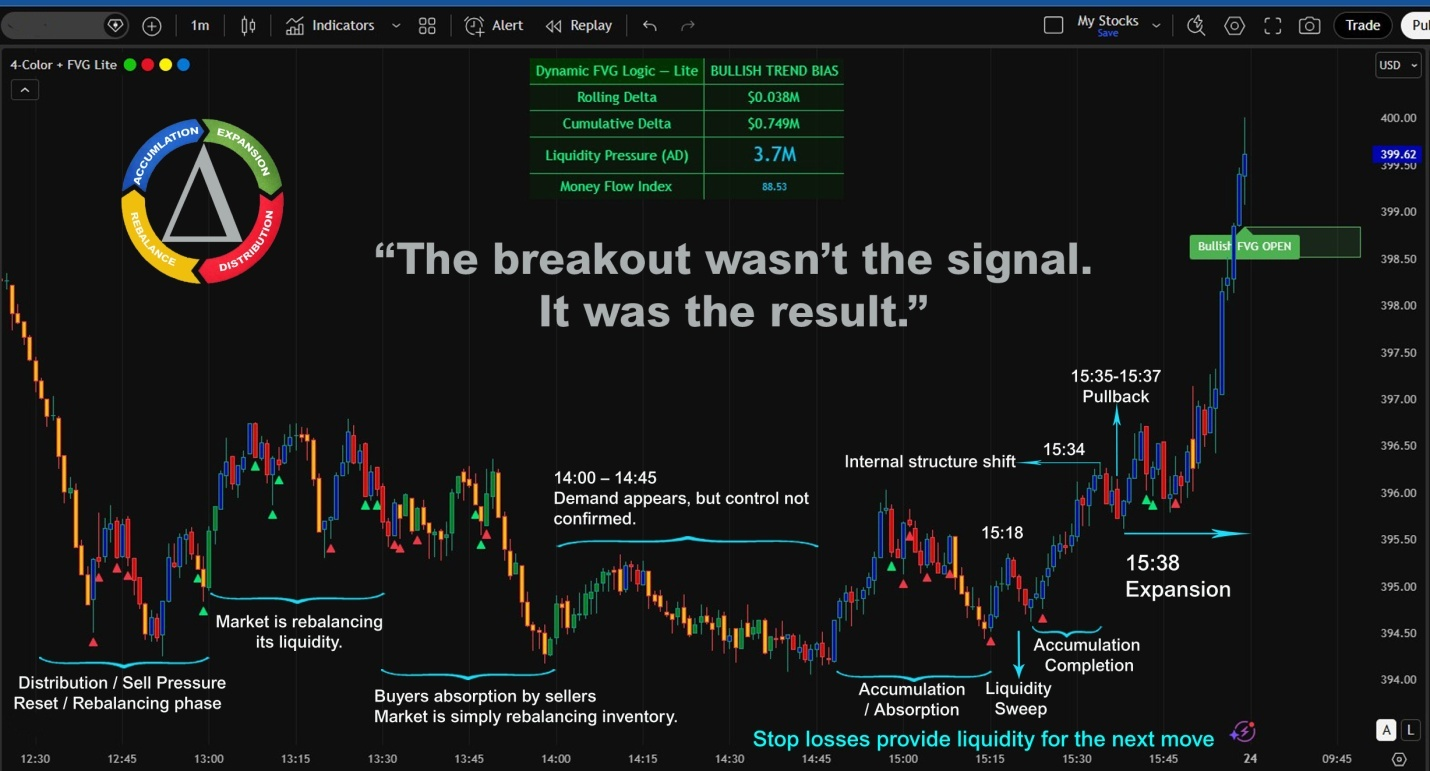 1m
Indicators
Alert
Replay
My Stocks
Save
Trade
Pul
4-Color + FVG Lite
USD
Dynamic FVG Logic – Lite BULLISH TREND BIAS
Rolling Delta $0.038M
Cumulative Delta $0.749M
Liquidity Pressure (AD) 3.7M
Money Flow Index 88.53
ACCUMLATION
EXPANSION
DISTRIBUTION
REBALANCE
“The breakout wasn’t the signal.
It was the result.”
Bullish FVG OPEN
400.00
399.62
399.50
399.00
398.50
398.00
397.50
397.00
396.50
396.00
395.50
395.00
394.50
394.00
15:35-15:37
Pullback
15:34
Internal structure shift
14:00 – 14:45
Demand appears, but control not
confirmed.
15:18
15:38
Expansion
Market is rebalancing
its liquidity.
Distribution / Sell Pressure
Reset / Rebalancing phase
Buyers absorption by sellers
Market is simply rebalancing inventory.
Accumulation
/ Absorption
Liquidity
Sweep
Accumulation
Completion
Stop losses provide liquidity for the next move
A L
12:30 12:45 13:00 13:15 13:30 13:45 14:00 14:15 14:30 14:45 15:00 15:15 15:30 15:45 24 09:45